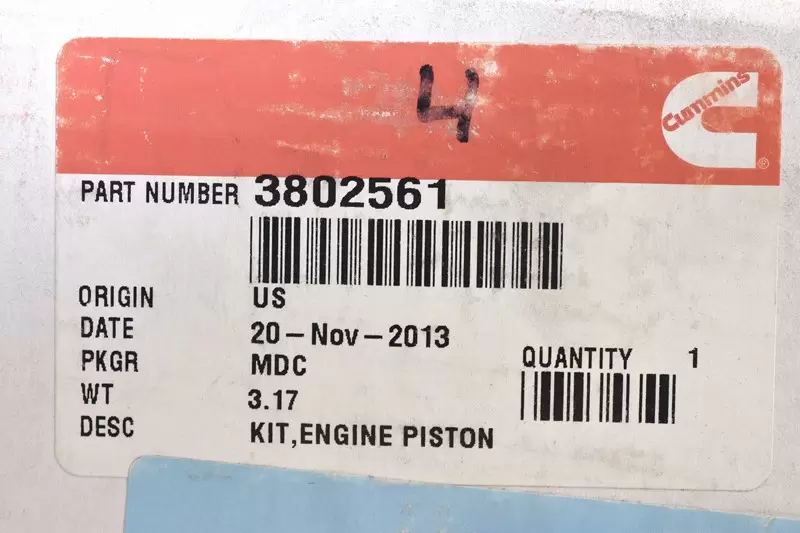 4
Cummins
®
PART NUMBER 3802561
ORIGIN US
DATE 20-Nov-2013
PKGR MDC
QUANTITY 1
WT 3.17
DESC KIT,ENGINE PISTON